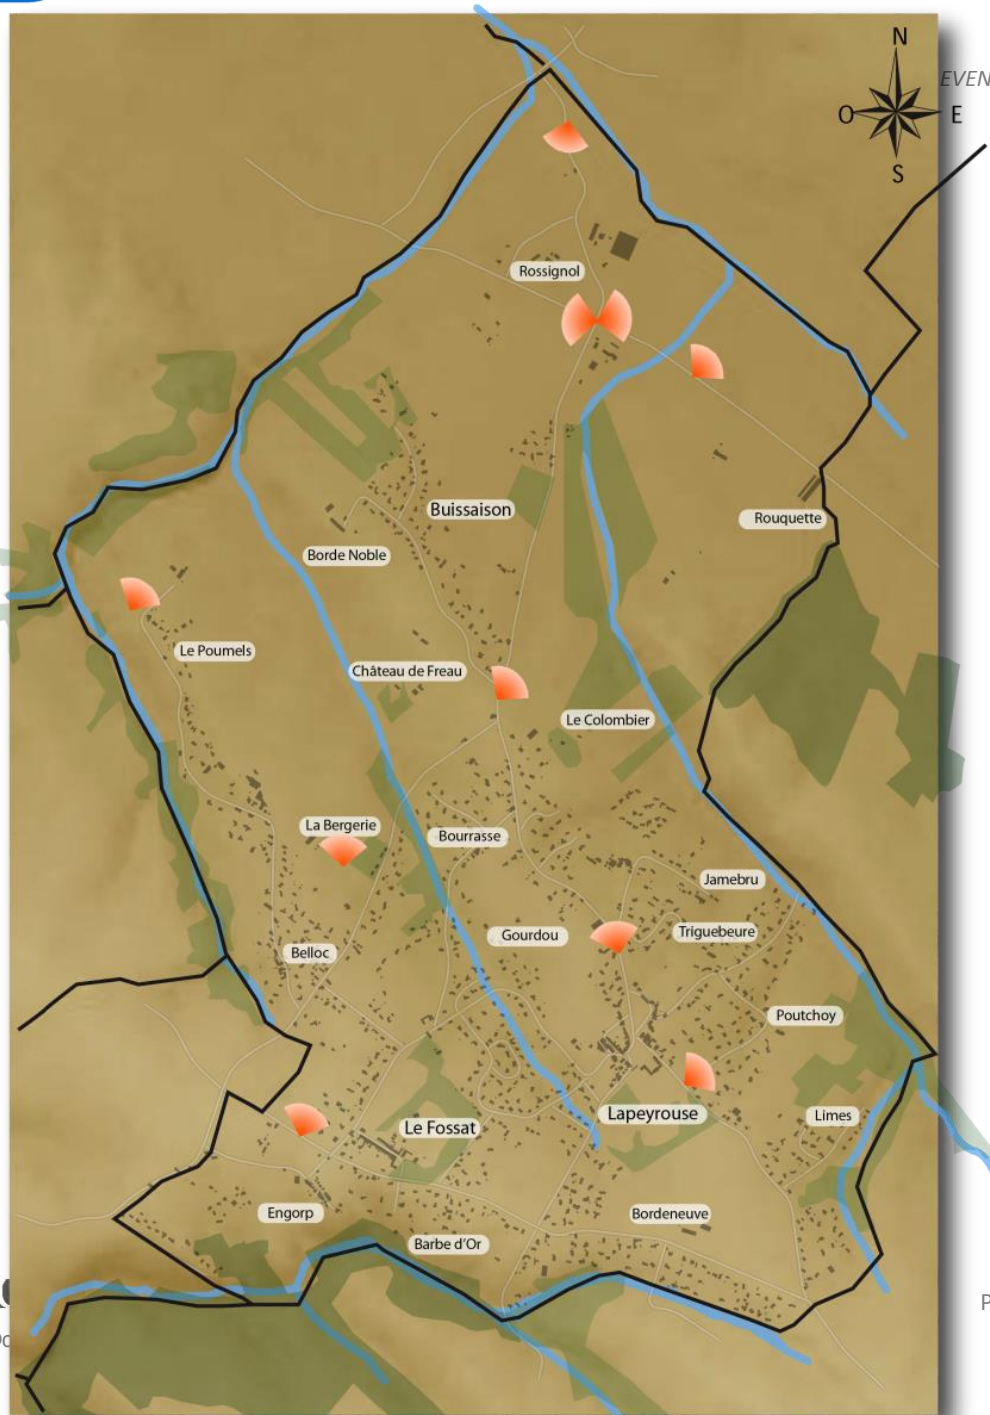 N
EVEN
O
E
S
Rossignol
Buissaison
Rouquette
Borde Noble
Le Poumels
Château de Freau
Le Colombier
La Bergerie
Bourrasse
Jamebru
Triguebeure
Gourdou
Belloc
Poutchoy
Lapeyrouse
Limes
Le Fossat
Engorp
Bordeneuve
Barbe d'Or
P